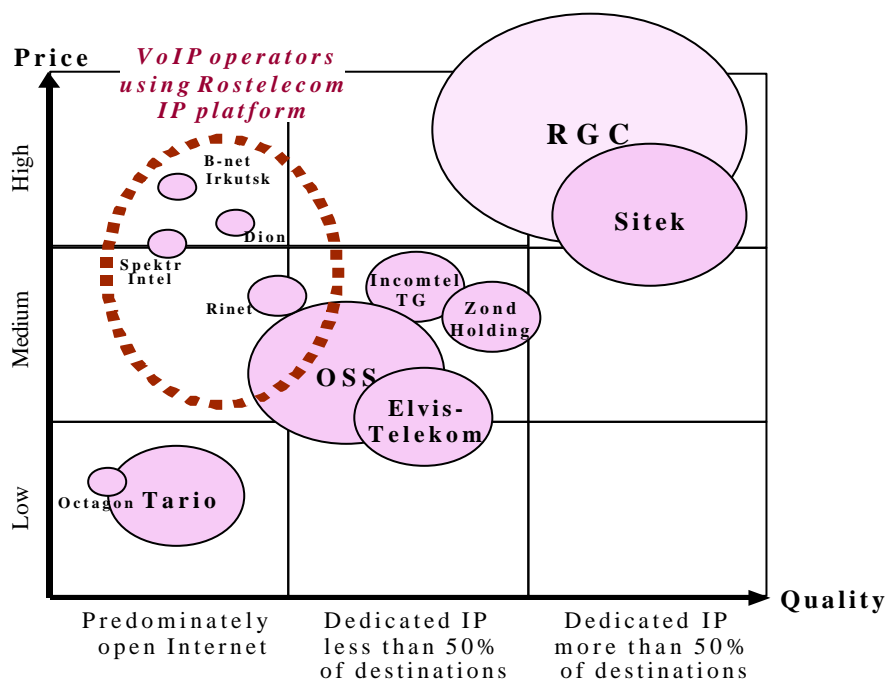 Price
VoIP operators
using Rostelecom
IP platform
High
Medium
Low
B-net
Irkutsk
Dion
Spektr
Intel
Rinet
RGC
Sitek
Incomtel
TG
Zond
Holding
OSS
Elvis-
Telekom
Octagon
Tario
Quality
Predominately
open Internet
Dedicated IP
less than 50%
of destinations
Dedicated IP
more than 50%
of destinations